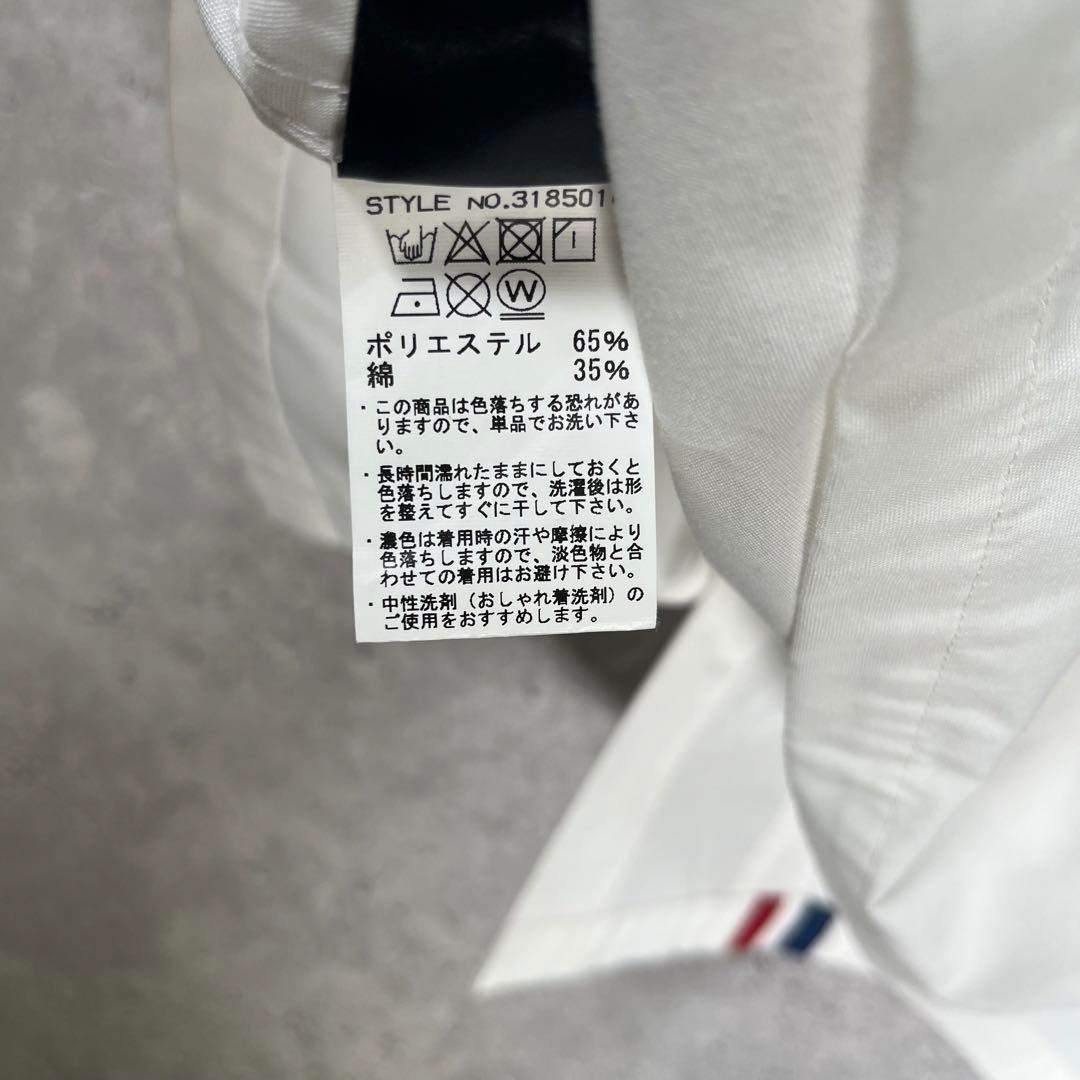 STYLE NO.318501
W
ポリエステル 65%
綿 35%
・この商品は色落ちする恐れがあ
りますので、単品でお洗い下さ
い。
・長時間濡れたままにしておくと
色落ちしますので、洗濯後は形
を整えてすぐに干して下さい。
・濃色は着用時の汗や摩擦により
色落ちしますので、淡色物と合
わせての着用はお避け下さい。
・中性洗剤（おしゃれ着洗剤）の
ご使用をおすすめします。